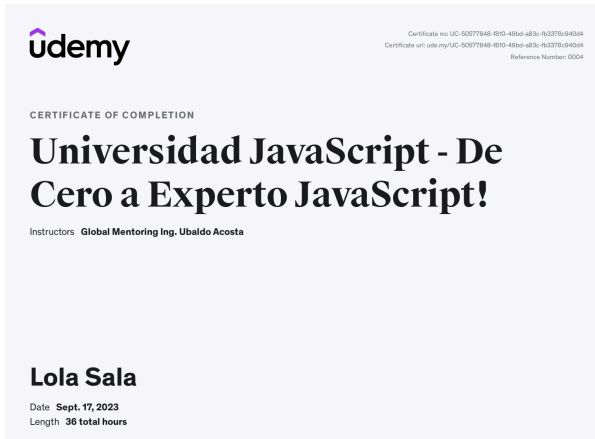 udemy
Certificate no: UC-50577848-f810-49bd-a83c-fb3378c940d4
Certificate url: ude.my/UC-50577848-f810-49bd-a83c-fb3378c940d4
Reference Number: 0004
CERTIFICATE OF COMPLETION
Universidad JavaScript - De
Cero a Experto JavaScript!
Instructors Global Mentoring Ing. Ubaldo Acosta
Lola Sala
Date Sept. 17, 2023
Length 36 total hours